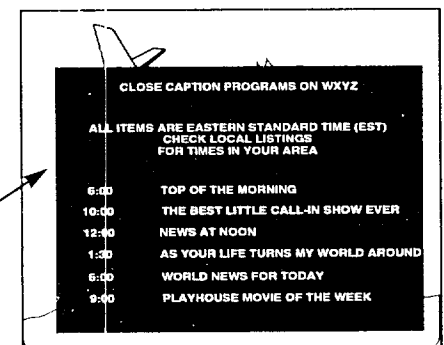 CLOSE CAPTION PROGRAMS ON WXYZ
ALL ITEMS ARE EASTERN STANDARD TIME (EST)
CHECK LOCAL LISTINGS
FOR TIMES IN YOUR AREA
6:00 TOP OF THE MORNING
10:00 THE BEST LITTLE CALL-IN SHOW EVER
12:00 NEWS AT NOON
1:30 AS YOUR LIFE TURNS MY WORLD AROUND
6:00 WORLD NEWS FOR TODAY
9:00 PLAYHOUSE MOVIE OF THE WEEK